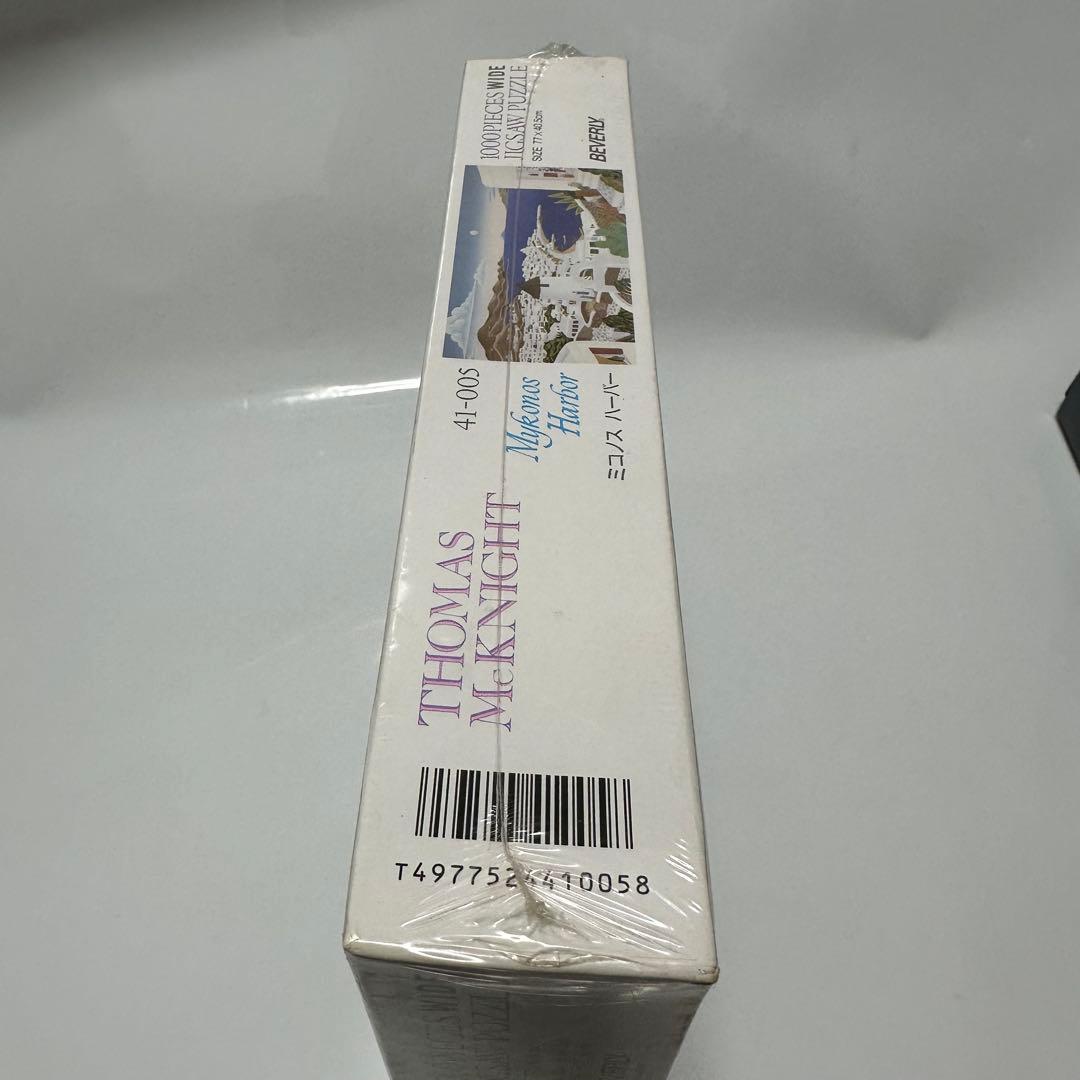 THOMAS
McKNIGHT
41-005
Mykonos
Harbor
ミコノス ハーバー
1000PIECES WIDE
JIGSAW PUZZLE
SIZE 77×40.5cm
BEVERLY
T4977524410058